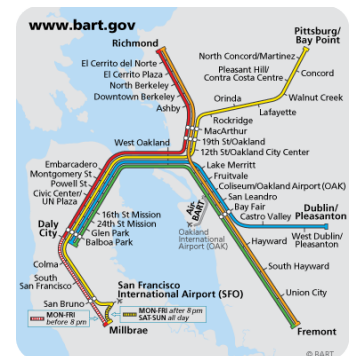 www.bart.gov
Pittsburg/
Bay Point
Richmond
North Concord/Martinez
El Cerrito del Norte
Pleasant Hill/
Contra Costa Centre
Concord
El Cerrito Plaza
North Berkeley
Downtown Berkeley
Orinda
Walnut Creek
Ashby
Lafayette
Rockridge
MacArthur
West Oakland
19th St/Oakland
12th St/Oakland City Center
Embarcadero
Lake Merritt
Montgomery St
Fruitvale
Powell St
Coliseum/Oakland Airport (OAK)
Civic Center/
UN Plaza
San Leandro
Air-
BART
Bay Fair
Dublin/
Pleasanton
16th St Mission
Castro Valley
24th St Mission
Daly
City
Glen Park
Oakland
International
Airport (OAK)
West Dublin/
Pleasanton
Balboa Park
Hayward
Colma
South Hayward
South
San Francisco
San Francisco
International Airport (SFO)
Union City
San Bruno
MON-FRI after 8 pm
SAT-SUN all day
MON-FRI
before 8 pm
Millbrae
Fremont
© BART